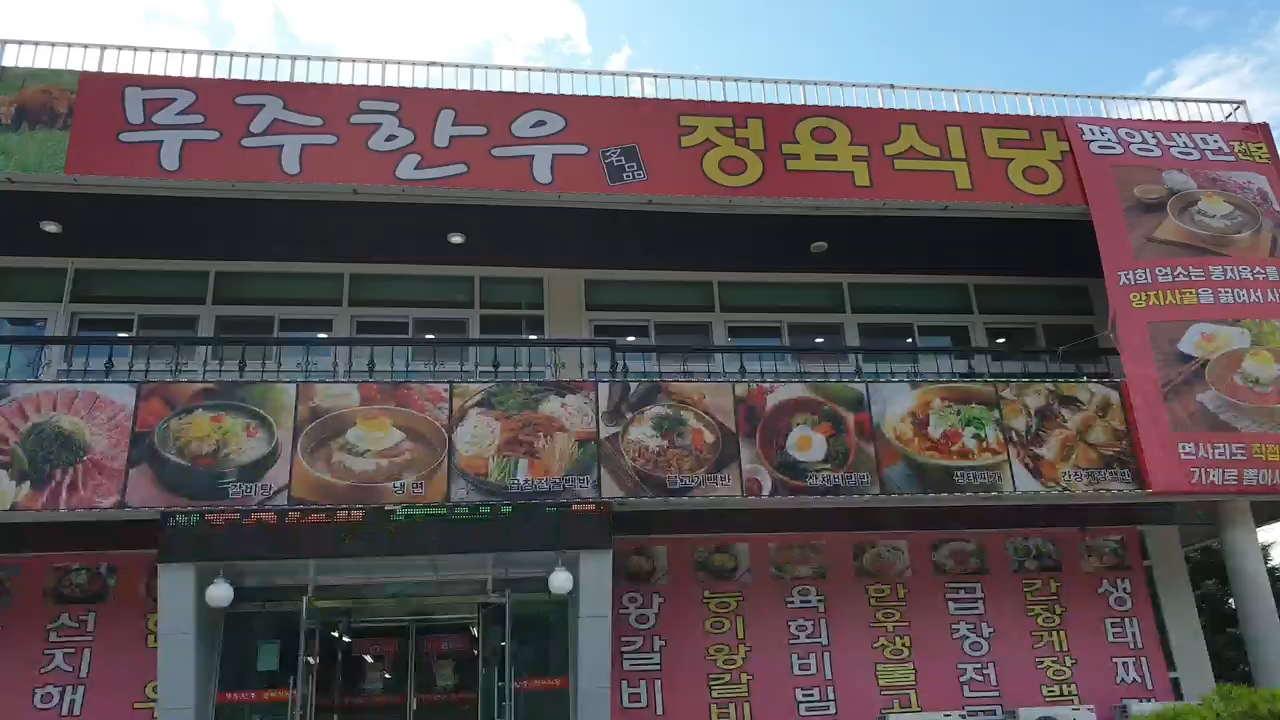 무주한우 名品 정육식당
평양냉면전문
저희 업소는 봉지육수를
양지사골을 끓여서
면사리도 직접
기계로 뽑아
갈비탕
냉면
곱창전골백반
불고기백반
산채비빔밥
생태찌개
간장게장백반
선지해
왕갈비
능이왕갈비
육회비빔
한우생불고
곱창전골
간장게장백
생태찌